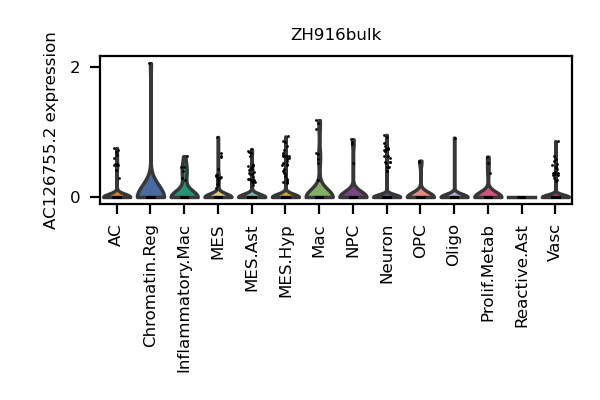 ZH916bulk
AC126755.2 expression
2
0
AC
Chromatin.Reg
Inflammatory.Mac
MES
MES.Ast
MES.Hyp
Mac
NPC
Neuron
OPC
Oligo
Prolif.Metab
Reactive.Ast
Vasc